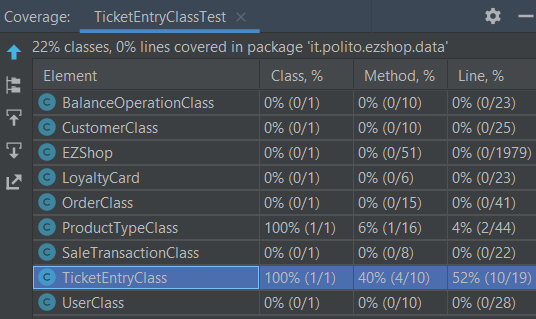 Coverage: TicketEntryClassTest
22% classes, 0% lines covered in package 'it.polito.ezshop.data'
Element Class, % Method, % Line, %
BalanceOperationClass 0% (0/1) 0% (0/10) 0% (0/23)
CustomerClass 0% (0/1) 0% (0/10) 0% (0/25)
EZShop 0% (0/1) 0% (0/51) 0% (0/1979)
LoyaltyCard 0% (0/1) 0% (0/6) 0% (0/23)
OrderClass 0% (0/1) 0% (0/15) 0% (0/41)
ProductTypeClass 100% (1/1) 6% (1/16) 4% (2/44)
SaleTransactionClass 0% (0/1) 0% (0/8) 0% (0/22)
TicketEntryClass 100% (1/1) 40% (4/10) 52% (10/19)
UserClass 0% (0/1) 0% (0/10) 0% (0/28)